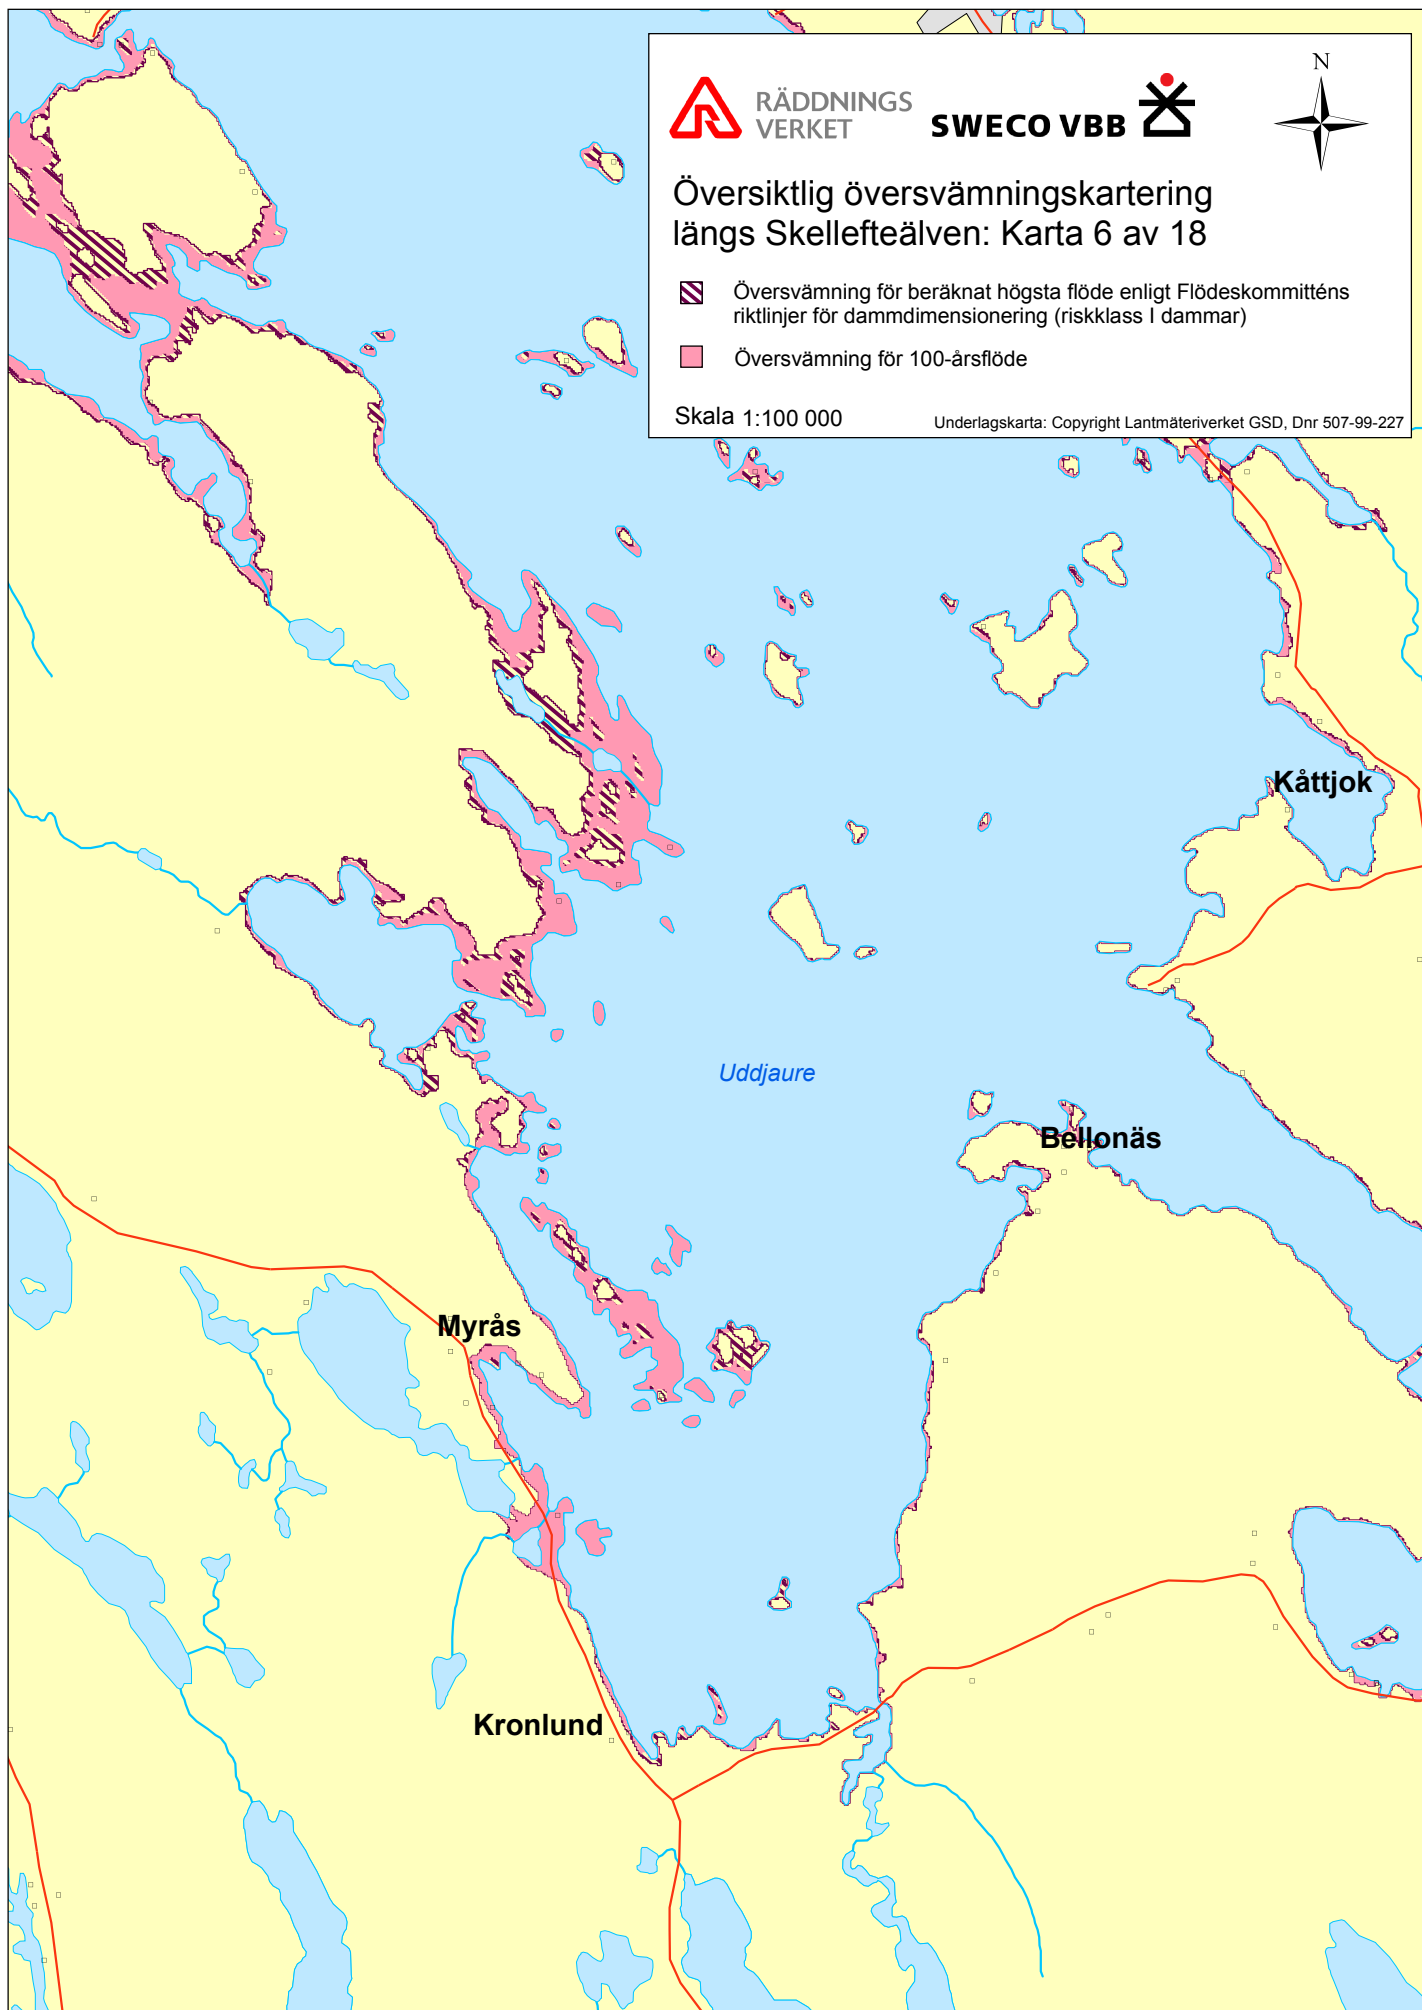 N
RÄDDNINGS
VERKET
SWECO VBB
Översiktlig översvämningskartering
längs Skellefteälven: Karta 6 av 18
Översvämning för beräknat högsta flöde enligt Flödeskommitténs
riktlinjer för dammdimensionering (riskklass I dammar)
Översvämning för 100-årsflöde
Skala 1:100 000
Underlagskarta: Copyright Lantmäteriverket GSD, Dnr 507-99-227
Kåttjok
Uddjaure
Bellonäs
Myrås
Kronlund